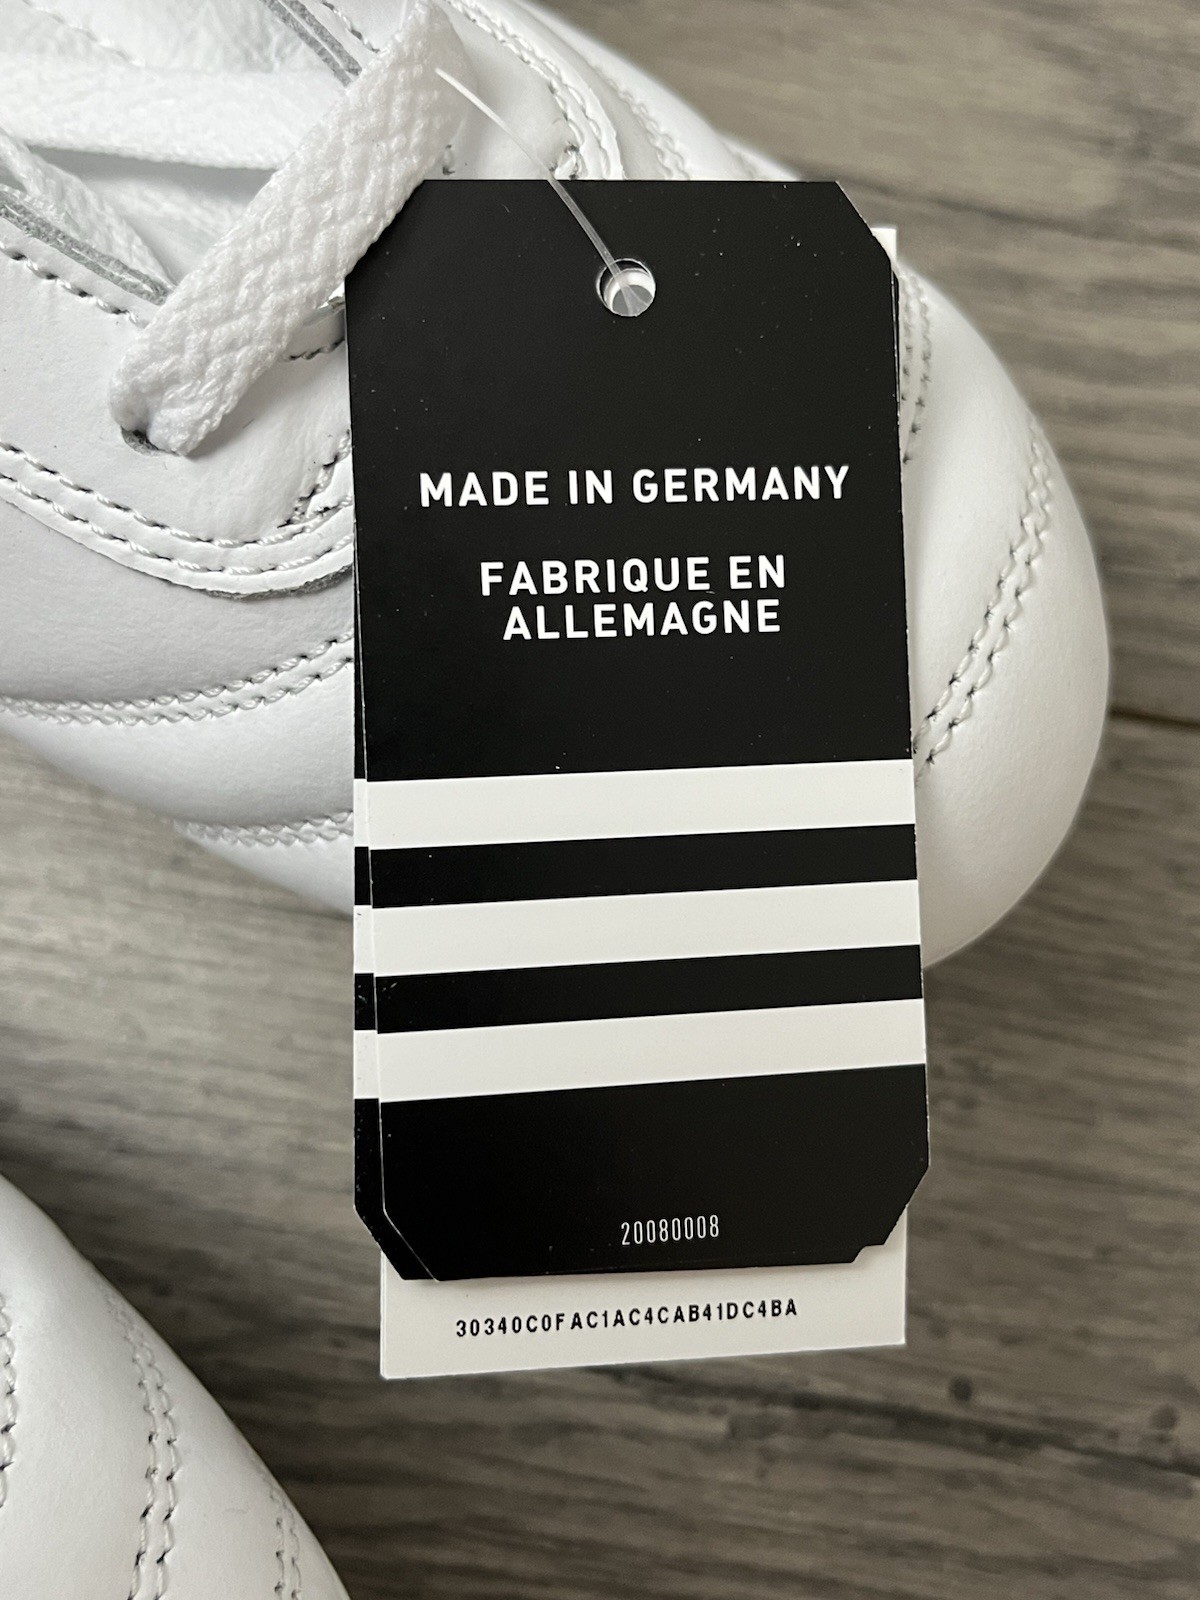 MADE IN GERMANY
FABRIQUE EN
ALLEMAGNE
20080008
30340C0FAC1AC4CAB41DC4BA